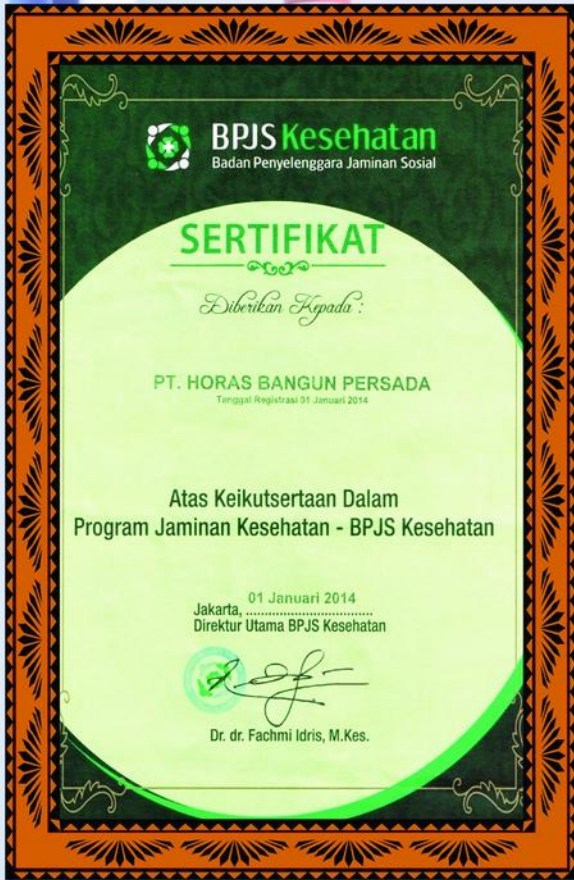 BPJS Kesehatan
Badan Penyelenggara Jaminan Sosial
SERTIFIKAT
Diberikan Kepada :
PT. HORAS BANGUN PERSADA
Tanggal Registrasi 01 Januari 2014
Atas Keikutsertaan Dalam
Program Jaminan Kesehatan - BPJS Kesehatan
01 Januari 2014
Jakarta, ..................................
Direktur Utama BPJS Kesehatan
Dr. dr. Fachmi Idris, M.Kes.